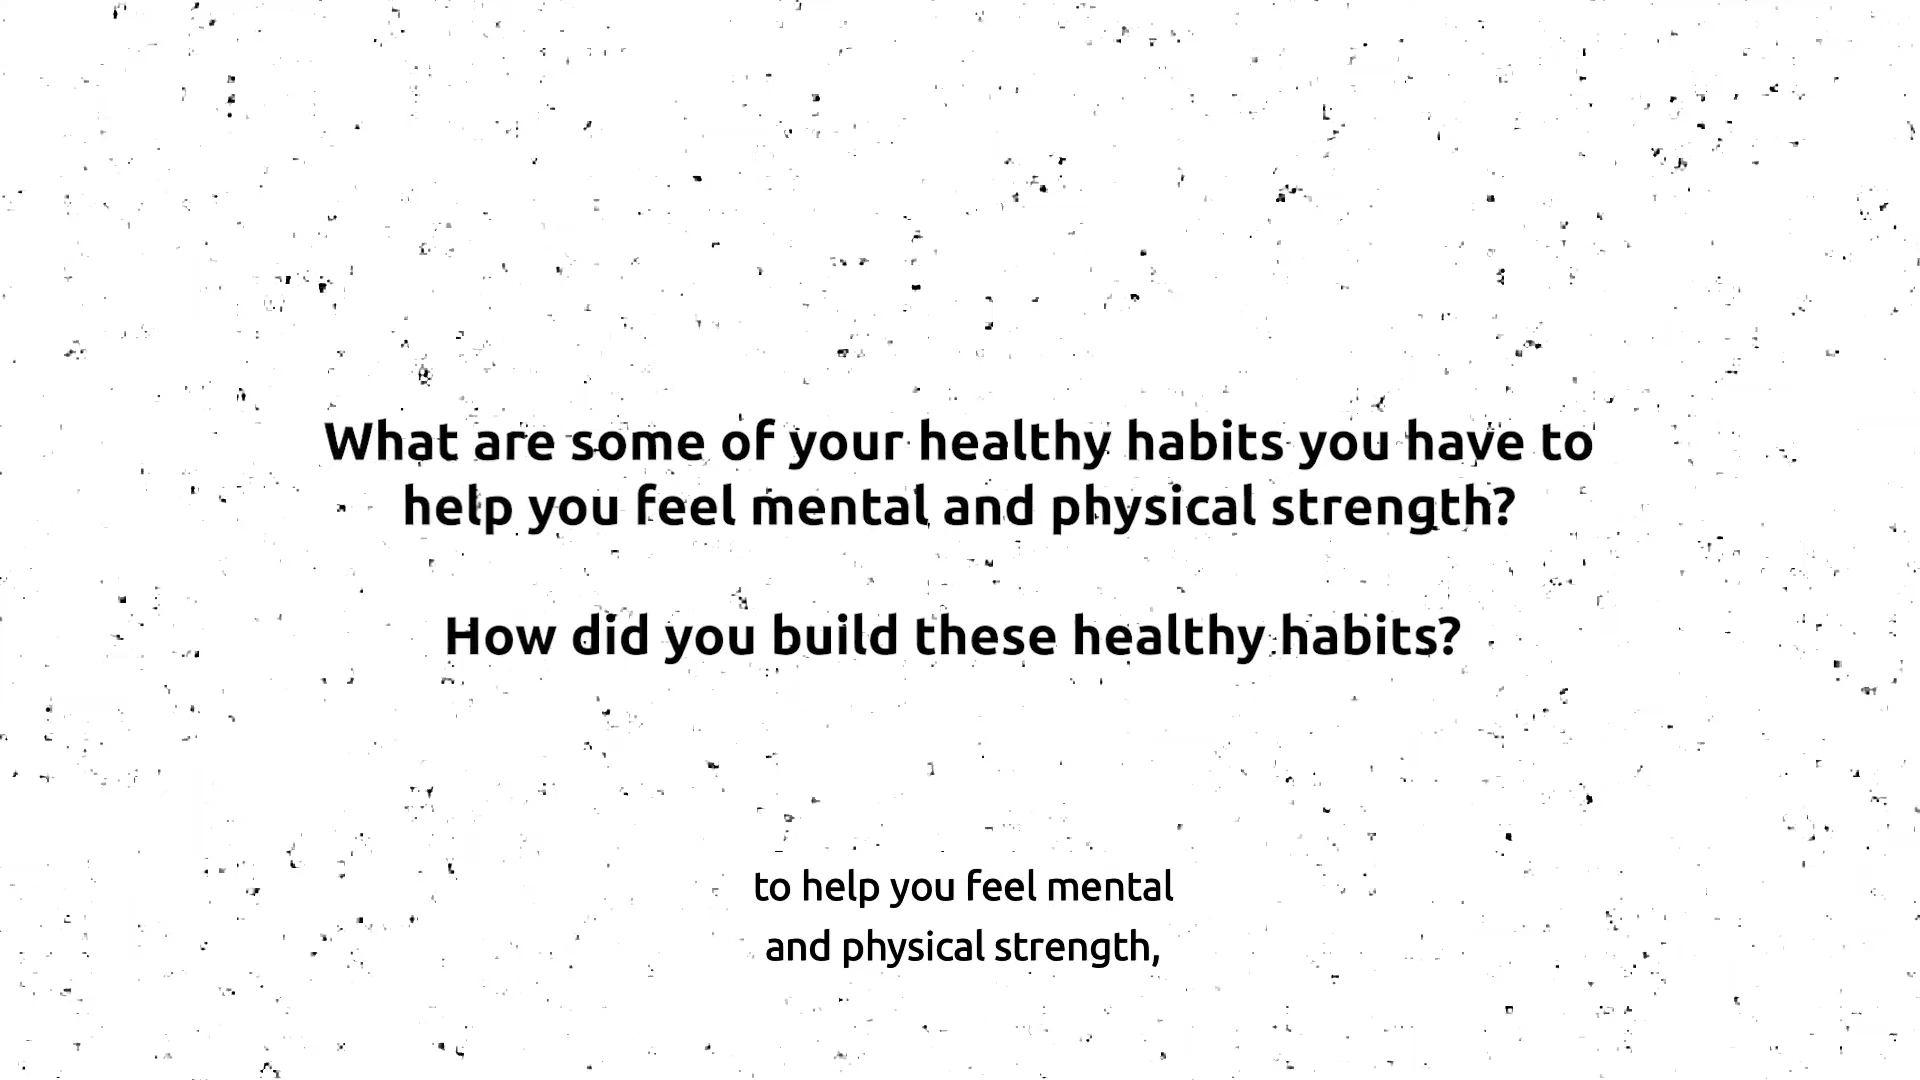 What are some of your healthy habits you have to
help you feel mental and physical strength?
How did you build these healthy habits?
to help you feel mental
and physical strength,